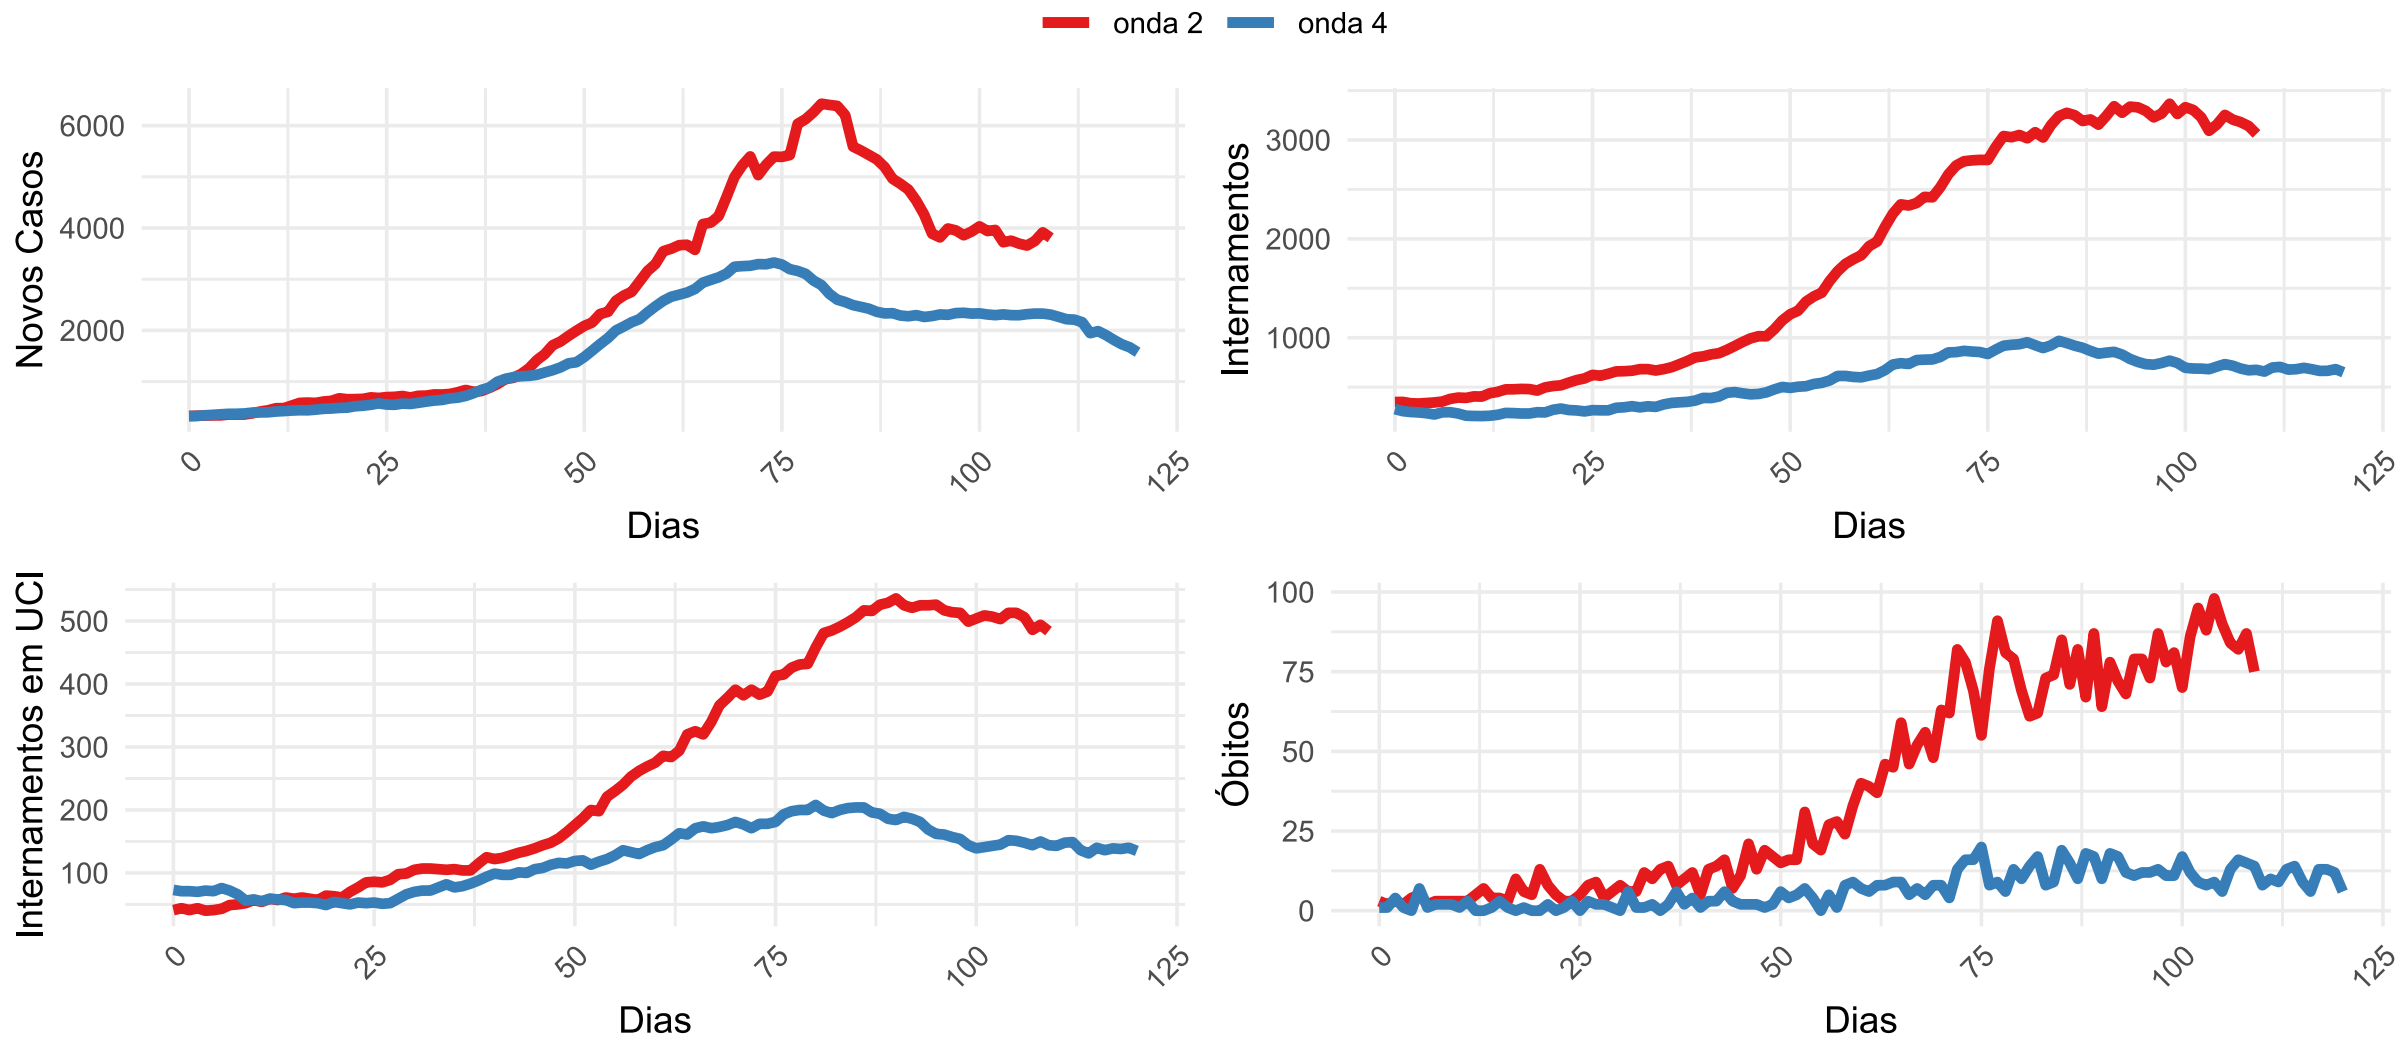 onda 2 onda 4
Novos Casos
6000
4000
2000
0 25 50 75 100 125
Dias
Internamentos
3000
2000
1000
0 25 50 75 100 125
Dias
Internamentos em UCI
500
400
300
200
100
0 25 50 75 100 125
Dias
Óbitos
100
75
50
25
0
0 25 50 75 100 125
Dias